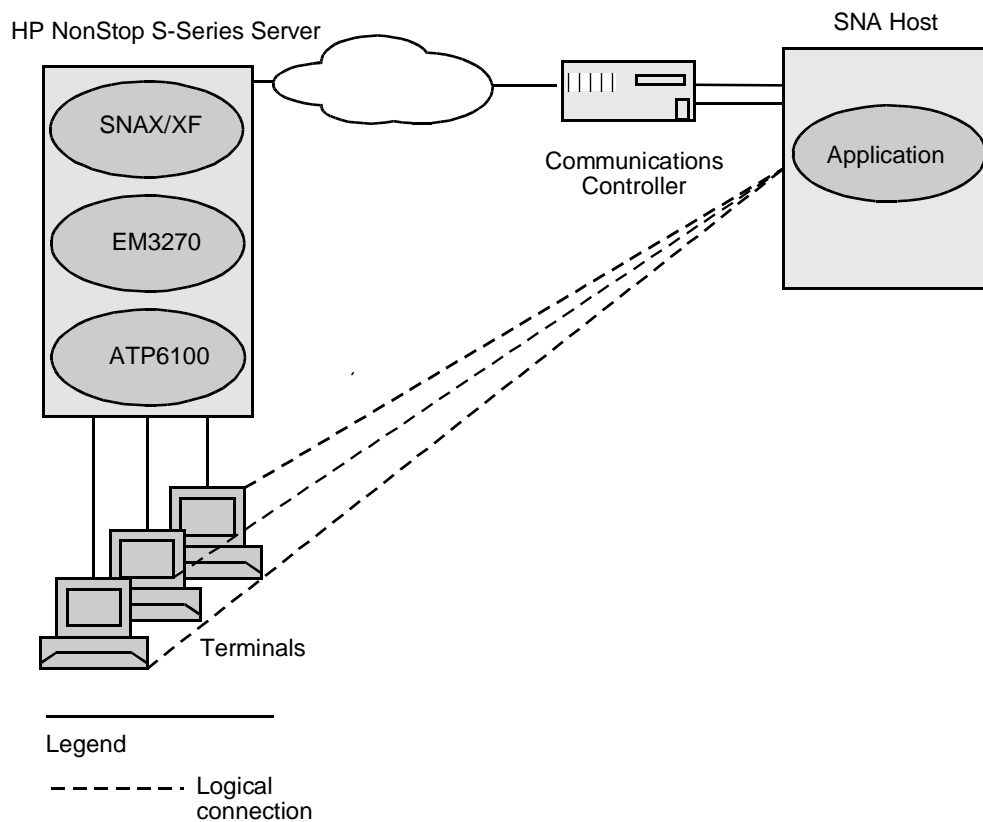 HP NonStop S-Series Server
SNA Host
SNAX/XF
Application
Communications
Controller
EM3270
ATP6100
Terminals
Legend
Logical
connection